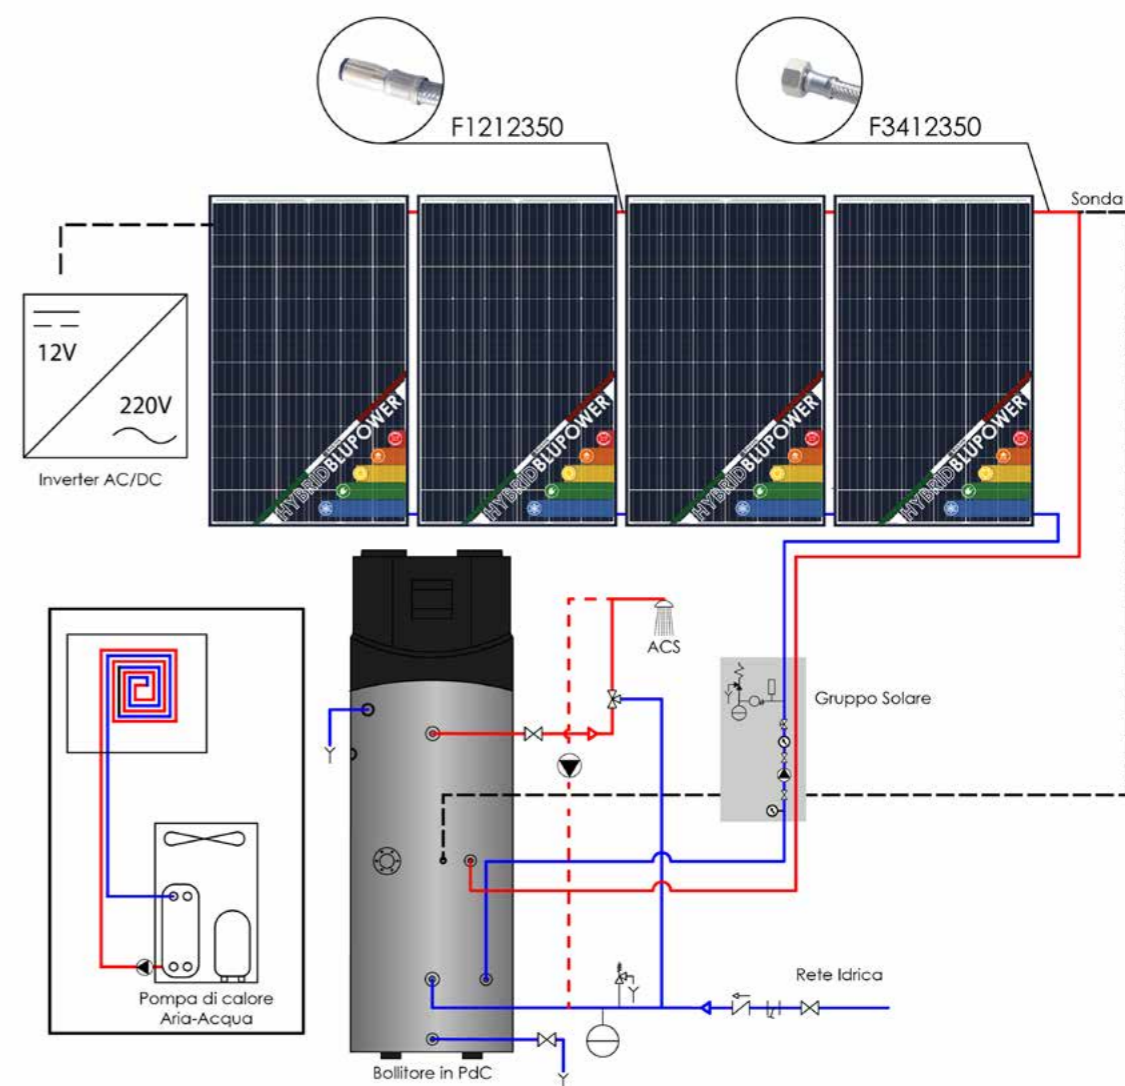 F1212350
F3412350
Sonda
12V
220V
Inverter AC/DC
HYBRIDBLUPOWER
HYBRIDBLUPOWER
HYBRIDBLUPOWER
HYBRIDBLUPOWER
ACS
Gruppo Solare
Rete Idrica
Pompa di calore
Aria-Acqua
Bollitore in PdC